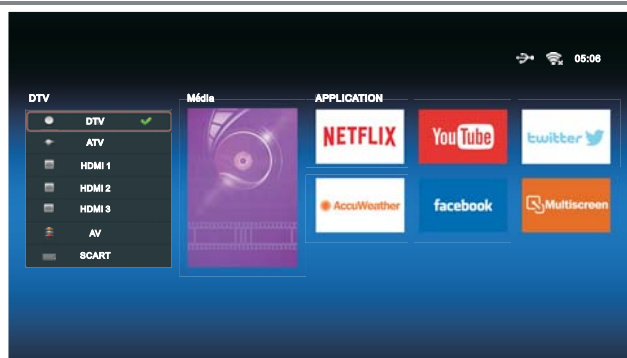 05:06
DTV
DTV
ATV
HDMI 1
HDMI 2
HDMI 3
AV
SCART
Média
APPLICATION
NETFLIX
YouTube
twitter
AccuWeather
facebook
Multiscreen